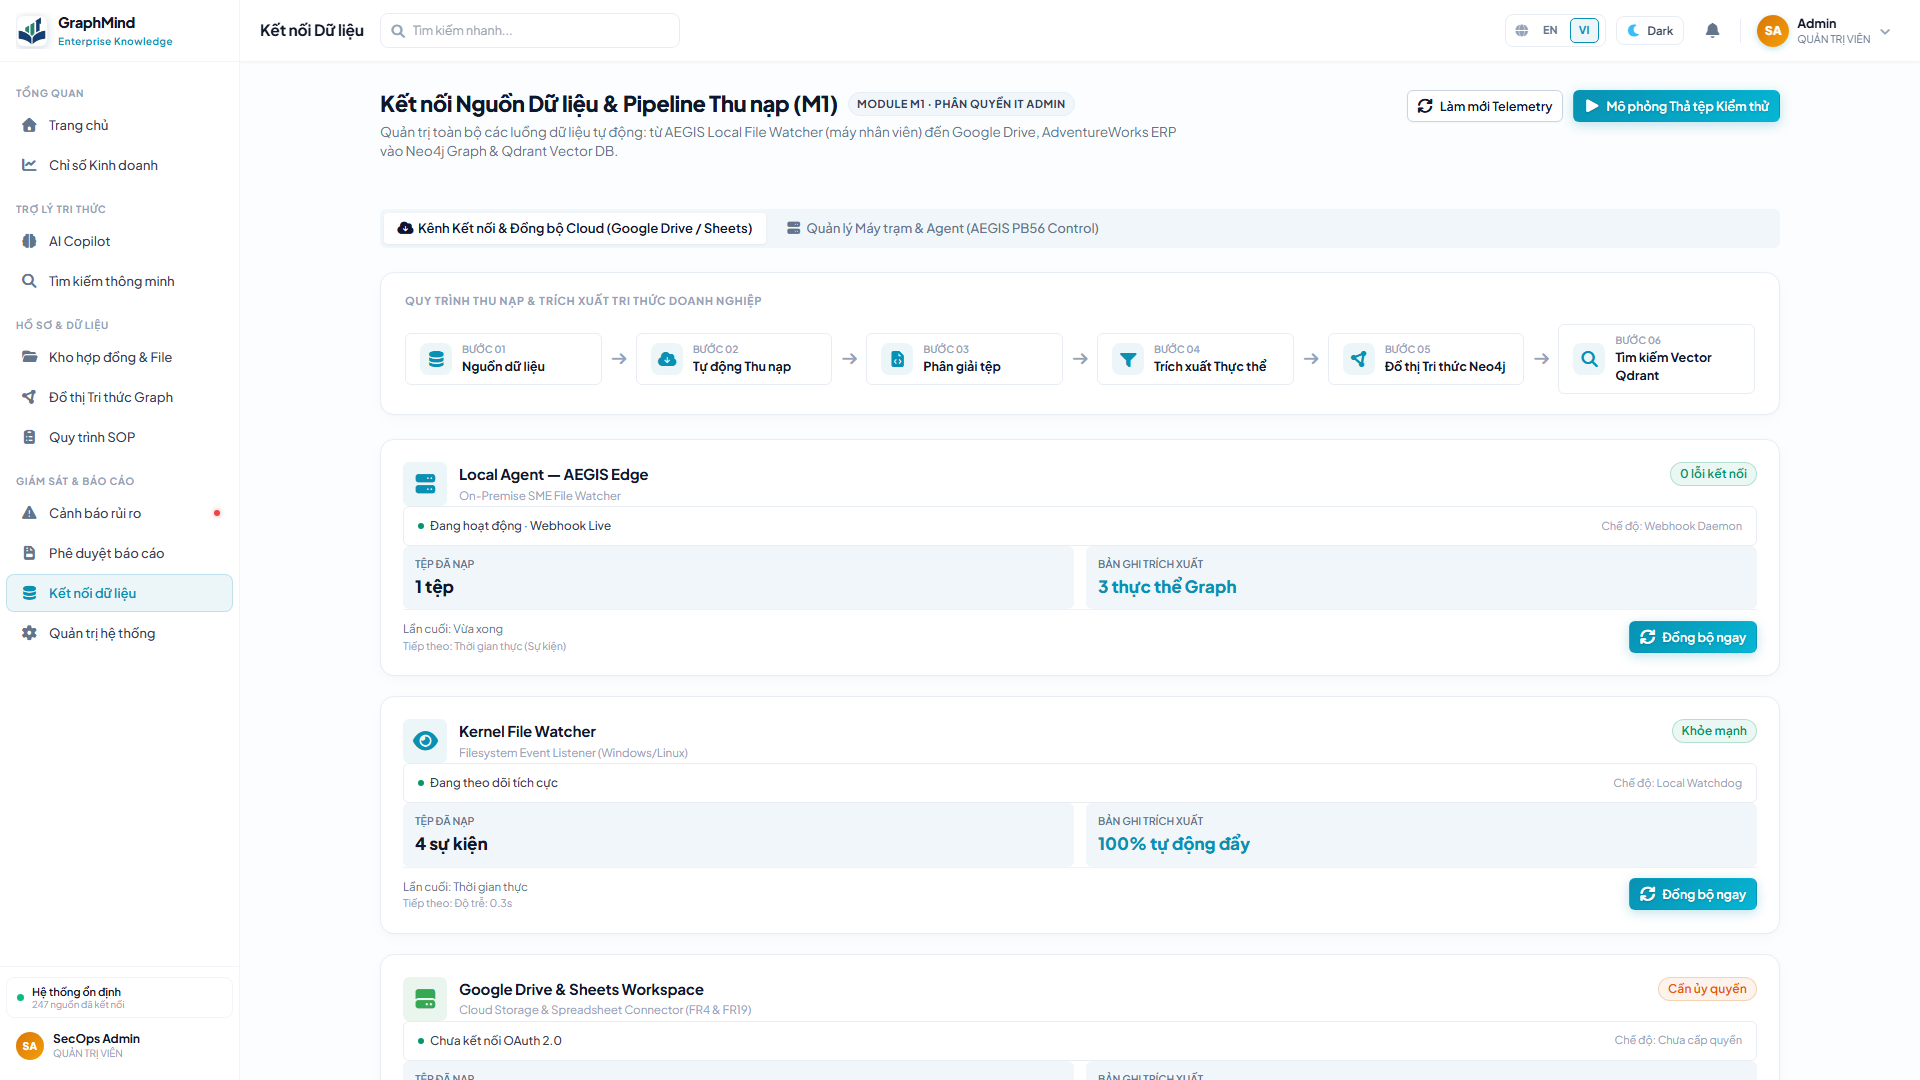 GraphMind
Enterprise Knowledge
TỔNG QUAN
Trang chủ
Chỉ số Kinh doanh
TRỢ LÝ TRI THỨC
AI Copilot
Tìm kiếm thông minh
HỒ SƠ & DỮ LIỆU
Kho hợp đồng & File
Đồ thị Tri thức Graph
Quy trình SOP
GIÁM SÁT & BÁO CÁO
Cảnh báo rủi ro
Phê duyệt báo cáo
Kết nối dữ liệu
Quản trị hệ thống
Hệ thống ổn định
247 nguồn đã kết nối
SA
SecOps Admin
QUẢN TRỊ VIÊN
Kết nối Dữ liệu
Tìm kiếm nhanh...
EN
VI
Dark
SA
Admin
QUẢN TRỊ VIÊN
Kết nối Nguồn Dữ liệu & Pipeline Thu nạp (M1)
MODULE M1 · PHÂN QUYỀN IT ADMIN
Quản trị toàn bộ các luồng dữ liệu tự động: từ AEGIS Local File Watcher (máy nhân viên) đến Google Drive, AdventureWorks ERP
vào Neo4j Graph & Qdrant Vector DB.
Làm mới Telemetry
Mô phỏng Thả tệp Kiểm thử
Kênh Kết nối & Đồng bộ Cloud (Google Drive / Sheets)
Quản lý Máy trạm & Agent (AEGIS PB56 Control)
QUY TRÌNH THU NẠP & TRÍCH XUẤT TRI THỨC DOANH NGHIỆP
BƯỚC 01
Nguồn dữ liệu
BƯỚC 02
Tự động Thu nạp
BƯỚC 03
Phân giải tệp
BƯỚC 04
Trích xuất Thực thể
BƯỚC 05
Đồ thị Tri thức Neo4j
BƯỚC 06
Tìm kiếm Vector
Qdrant
Local Agent — AEGIS Edge
On-Premise SME File Watcher
0 lỗi kết nối
Đang hoạt động · Webhook Live
Chế độ: Webhook Daemon
TỆP ĐÃ NẠP
1 tệp
BẢN GHI TRÍCH XUẤT
3 thực thể Graph
Lần cuối: Vừa xong
Tiếp theo: Thời gian thực (Sự kiện)
Đồng bộ ngay
Kernel File Watcher
Filesystem Event Listener (Windows/Linux)
Khỏe mạnh
Đang theo dõi tích cực
Chế độ: Local Watchdog
TỆP ĐÃ NẠP
4 sự kiện
BẢN GHI TRÍCH XUẤT
100% tự động đẩy
Lần cuối: Thời gian thực
Tiếp theo: Độ trễ: 0.3s
Đồng bộ ngay
Google Drive & Sheets Workspace
Cloud Storage & Spreadsheet Connector (FR4 & FR19)
Cần ủy quyền
Chưa kết nối OAuth 2.0
Chế độ: Chưa cấp quyền
TỆP ĐÃ NẠP
BẢN GHI TRÍCH XUẤT